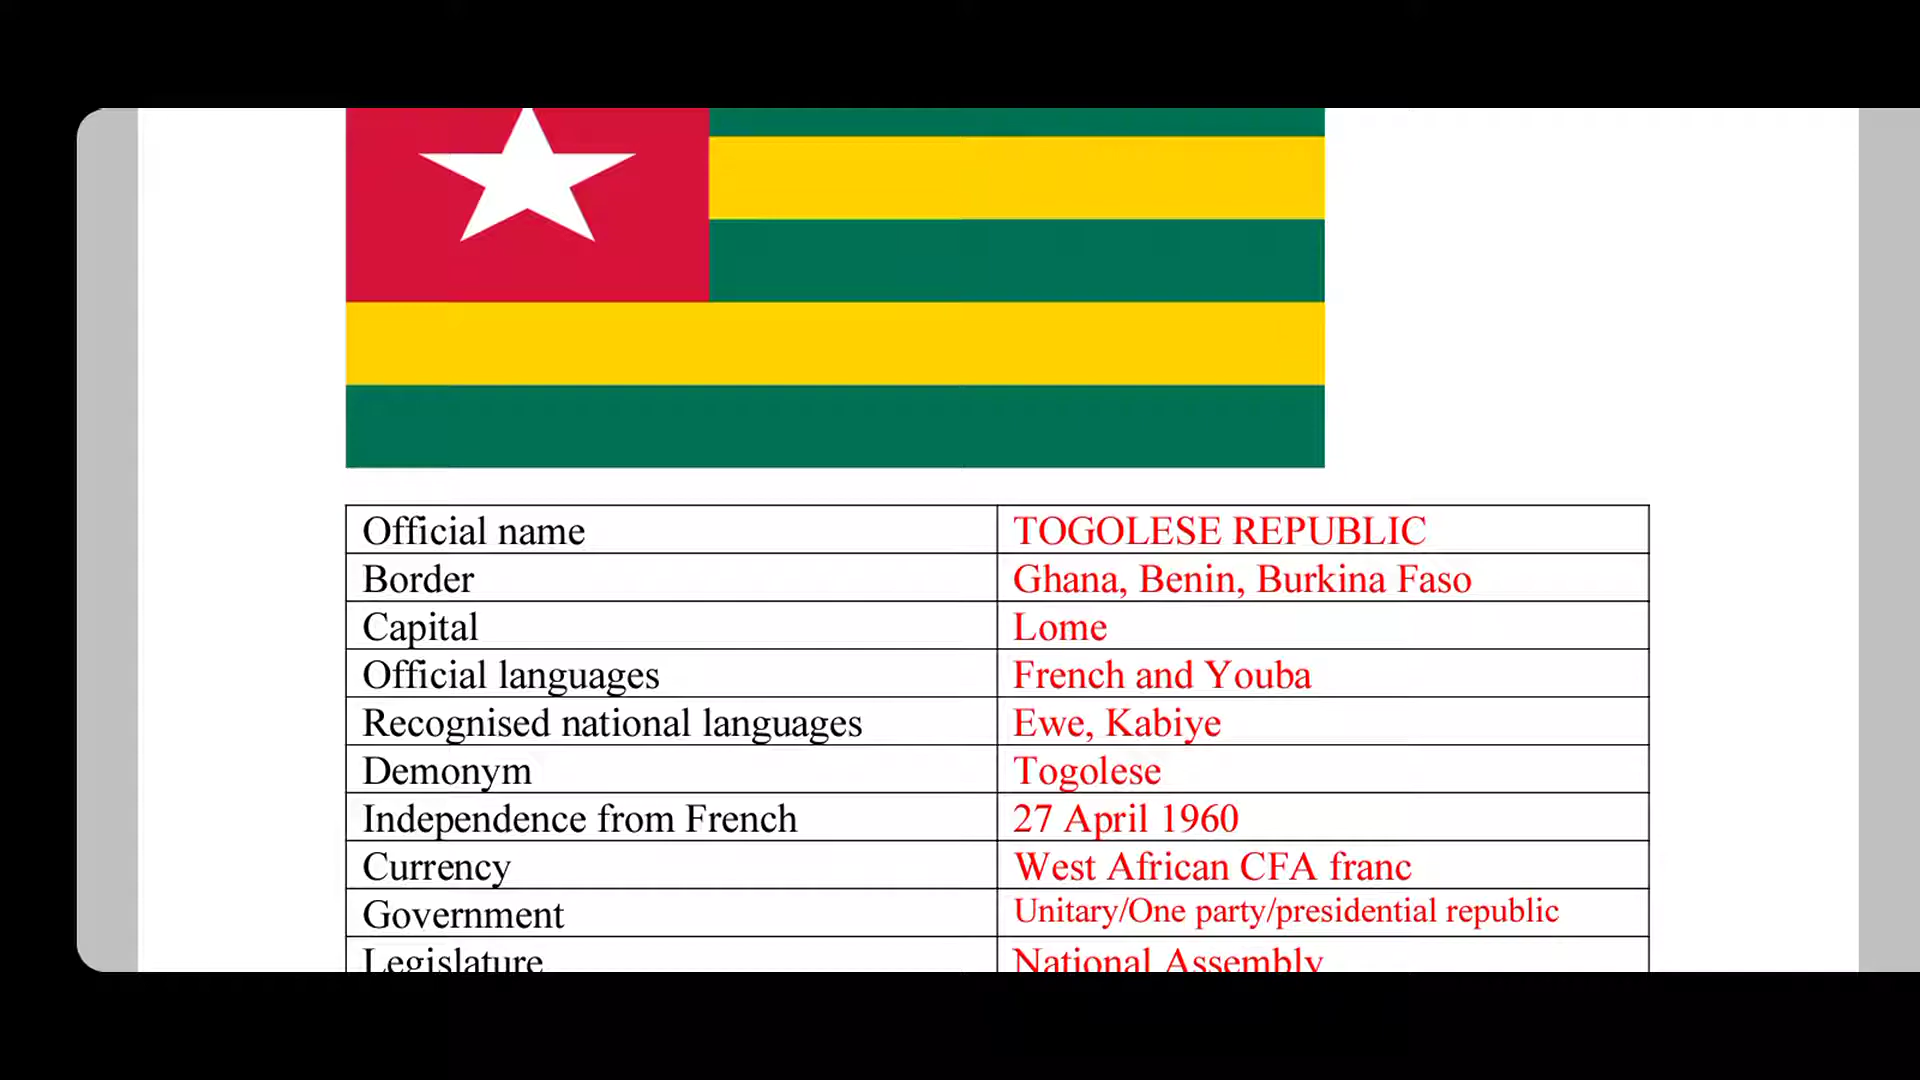 Official name TOGOLESE REPUBLIC
Border Ghana, Benin, Burkina Faso
Capital Lome
Official languages French and Youba
Recognised national languages Ewe, Kabiye
Demonym Togolese
Independence from French 27 April 1960
Currency West African CFA franc
Government Unitary/One party/presidential republic
Legislature National Assembly